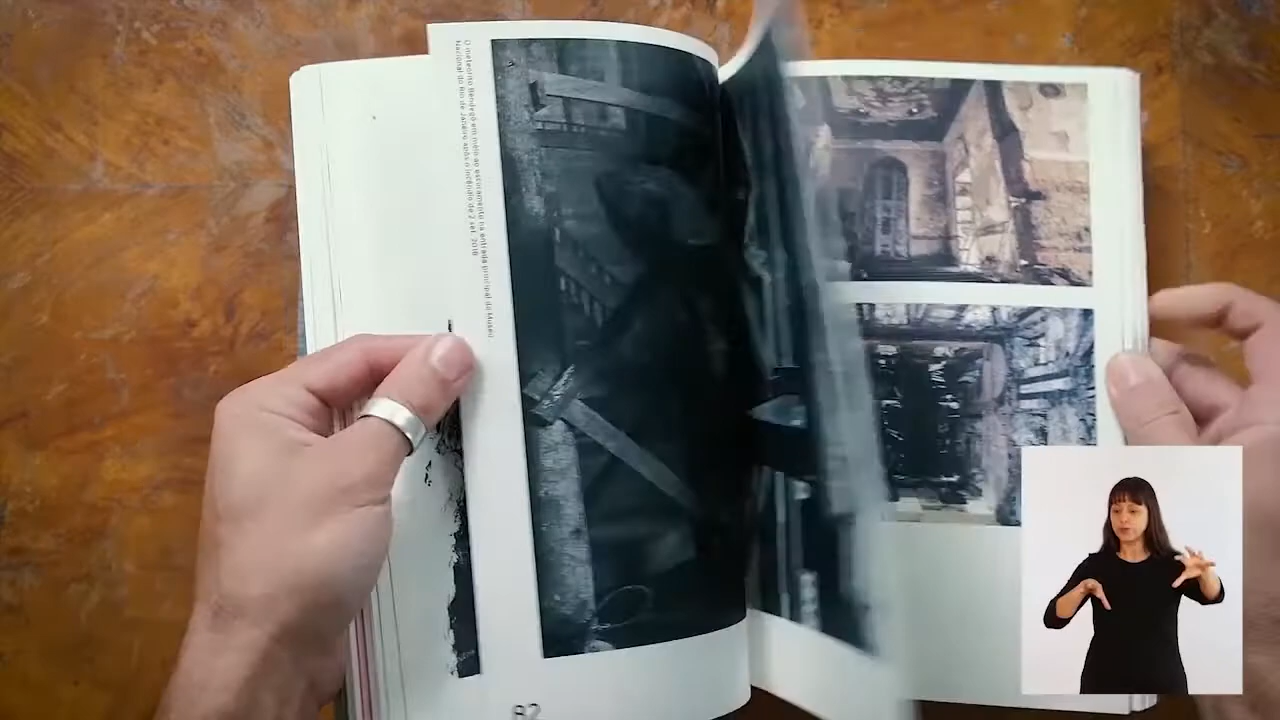 O meteorito Bendegó em meio ao escoramento na entrada principal do Museu
Nacional do Rio de Janeiro após o incêndio de 2 set. 2018
82